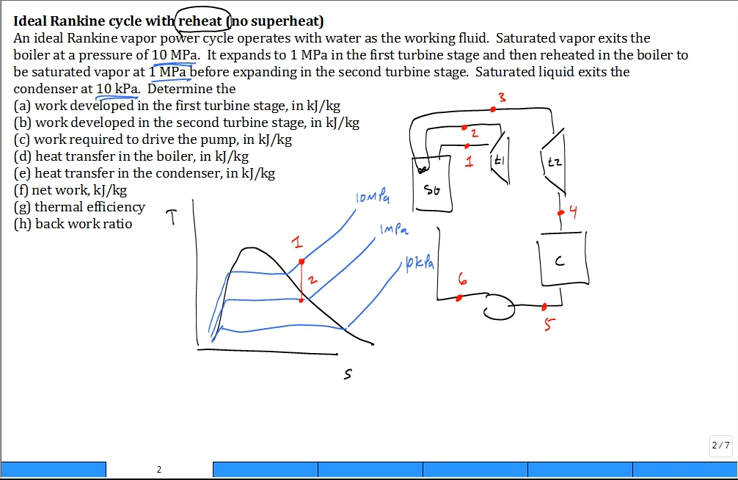 Ideal Rankine cycle with reheat (no superheat)
An ideal Rankine vapor power cycle operates with water as the working fluid.  Saturated vapor exits the
boiler at a pressure of 10 MPa.  It expands to 1 MPa in the first turbine stage and then reheated in the boiler to
be saturated vapor at 1 MPa before expanding in the second turbine stage.  Saturated liquid exits the
condenser at 10 kPa.  Determine the
(a) work developed in the first turbine stage, in kJ/kg
(b) work developed in the second turbine stage, in kJ/kg
(c) work required to drive the pump, in kJ/kg
(d) heat transfer in the boiler, in kJ/kg
(e) heat transfer in the condenser, in kJ/kg
(f) net work, kJ/kg
(g) thermal efficiency
(h) back work ratio
3
2
1
t1
t2
SG
4
C
6
5
T
10MPa
1MPa
10kPa
1
2
s
2/7
2